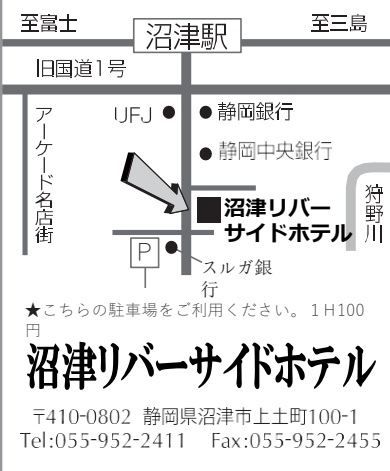 至富士
沼津駅
至三島
旧国道1号
アーケード名店街
UFJ
静岡銀行
静岡中央銀行
狩野川
沼津リバー
サイドホテル
P
スルガ銀
行
★こちらの駐車場をご利用ください。1H100
円
沼津リバーサイドホテル
〒410-0802 静岡県沼津市上土町100-1
Tel:055-952-2411 Fax:055-952-2455